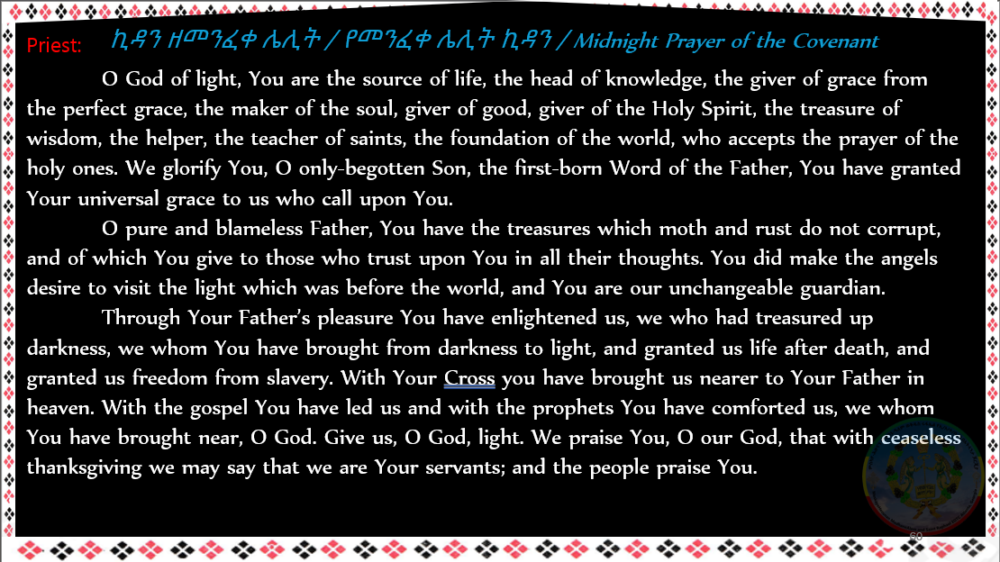 Priest: ኪዳን ዘመንፈቀ ሌሊት / የመንፈቀ ሌሊት ኪዳን / Midnight Prayer of the Covenant
O God of light, You are the source of life, the head of knowledge, the giver of grace from
the perfect grace, the maker of the soul, giver of good, giver of the Holy Spirit, the treasure of
wisdom, the helper, the teacher of saints, the foundation of the world, who accepts the prayer of the
holy ones. We glorify You, O only-begotten Son, the first-born Word of the Father, You have granted
Your universal grace to us who call upon You.
O pure and blameless Father, You have the treasures which moth and rust do not corrupt,
and of which You give to those who trust upon You in all their thoughts. You did make the angels
desire to visit the light which was before the world, and You are our unchangeable guardian.
Through Your Father's pleasure You have enlightened us, we who had treasured up
darkness, we whom You have brought from darkness to light, and granted us life after death, and
granted us freedom from slavery. With Your Cross you have brought us nearer to Your Father in
heaven. With the gospel You have led us and with the prophets You have comforted us, we whom
You have brought near, O God. Give us, O God, light. We praise You, O our God, that with ceaseless
thanksgiving we may say that we are Your servants; and the people praise You.
60